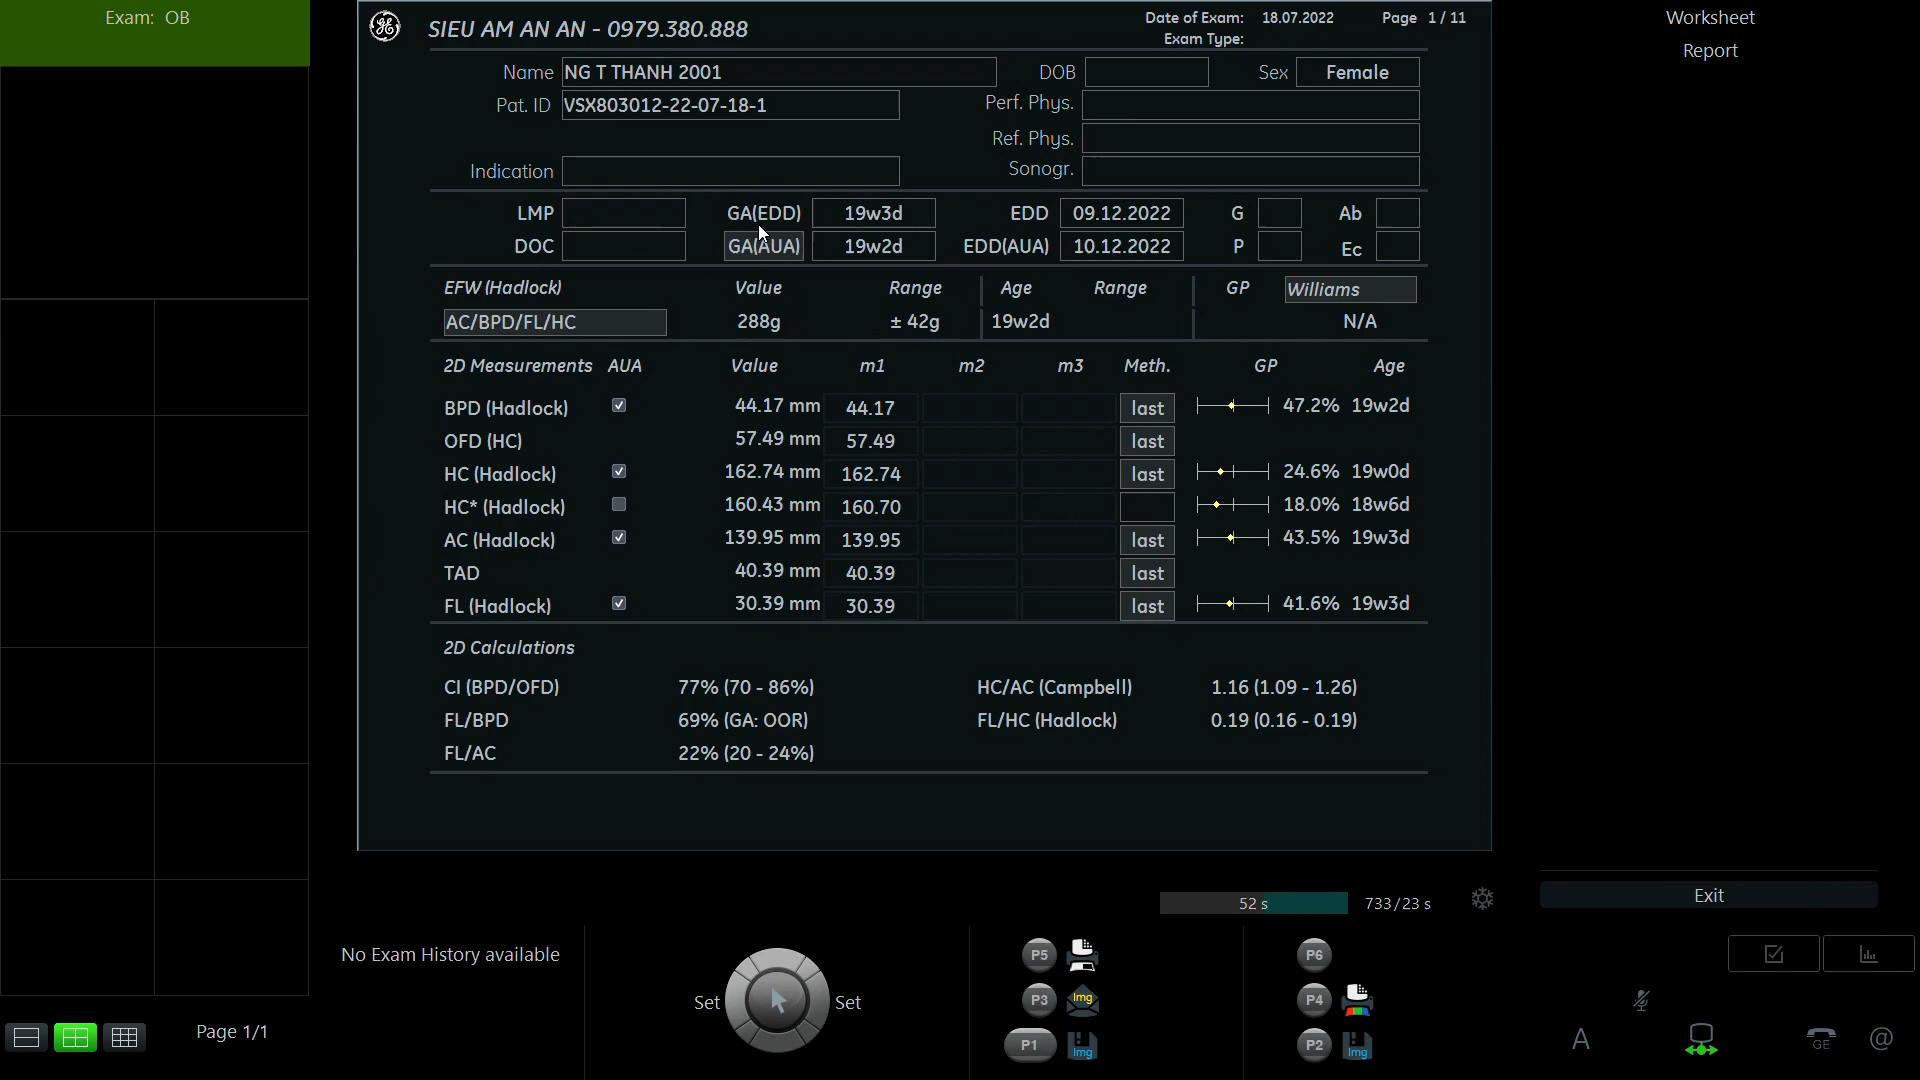 Exam: OB
SIEU AM AN AN - 0979.380.888
Date of Exam: 18.07.2022 Page 1 / 11
Exam Type:
Worksheet
Report
Name NG T THANH 2001 DOB Sex Female
Pat. ID VSX803012-22-07-18-1 Perf. Phys.
Ref. Phys.
Indication Sonogr.
LMP GA(EDD) 19w3d EDD 09.12.2022 G Ab
DOC GA(AUA) 19w2d EDD(AUA) 10.12.2022 P Ec
EFW (Hadlock) Value Range Age Range GP Williams
AC/BPD/FL/HC 288g ± 42g 19w2d N/A
2D Measurements AUA Value m1 m2 m3 Meth. GP Age
BPD (Hadlock) 44.17 mm 44.17 last 47.2% 19w2d
OFD (HC) 57.49 mm 57.49 last
HC (Hadlock) 162.74 mm 162.74 last 24.6% 19w0d
HC* (Hadlock) 160.43 mm 160.70 18.0% 18w6d
AC (Hadlock) 139.95 mm 139.95 last 43.5% 19w3d
TAD 40.39 mm 40.39 last
FL (Hadlock) 30.39 mm 30.39 last 41.6% 19w3d
2D Calculations
CI (BPD/OFD) 77% (70 - 86%) HC/AC (Campbell) 1.16 (1.09 - 1.26)
FL/BPD 69% (GA: OOR) FL/HC (Hadlock) 0.19 (0.16 - 0.19)
FL/AC 22% (20 - 24%)
52 s 733/23 s
Exit
No Exam History available
Set Set
P5 P6
P3 Img P4
P1 Img P2 Img
Page 1/1
A GE @